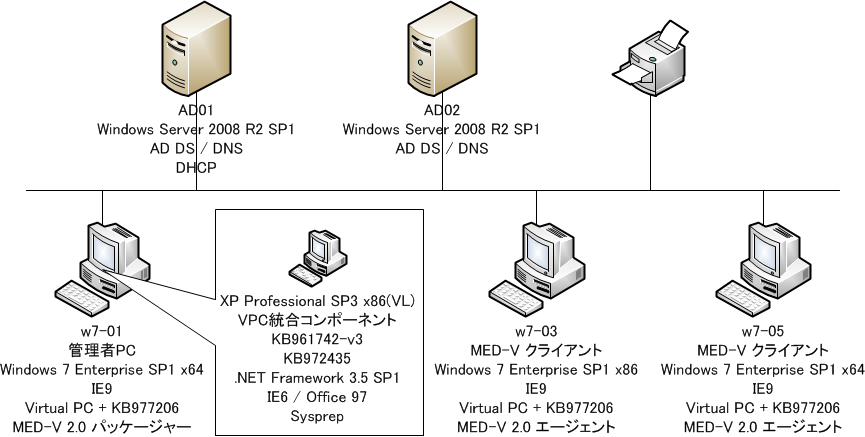 AD01
Windows Server 2008 R2 SP1
AD DS / DNS
DHCP
AD02
Windows Server 2008 R2 SP1
AD DS / DNS
w7-01
管理者PC
Windows 7 Enterprise SP1 x64
IE9
Virtual PC + KB977206
MED-V 2.0 パッケージャー
XP Professional SP3 x86(VL)
VPC統合コンポーネント
KB961742-v3
KB972435
.NET Framework 3.5 SP1
IE6 / Office 97
Sysprep
w7-03
MED-V クライアント
Windows 7 Enterprise SP1 x86
IE9
Virtual PC + KB977206
MED-V 2.0 エージェント
w7-05
MED-V クライアント
Windows 7 Enterprise SP1 x64
IE9
Virtual PC + KB977206
MED-V 2.0 エージェント